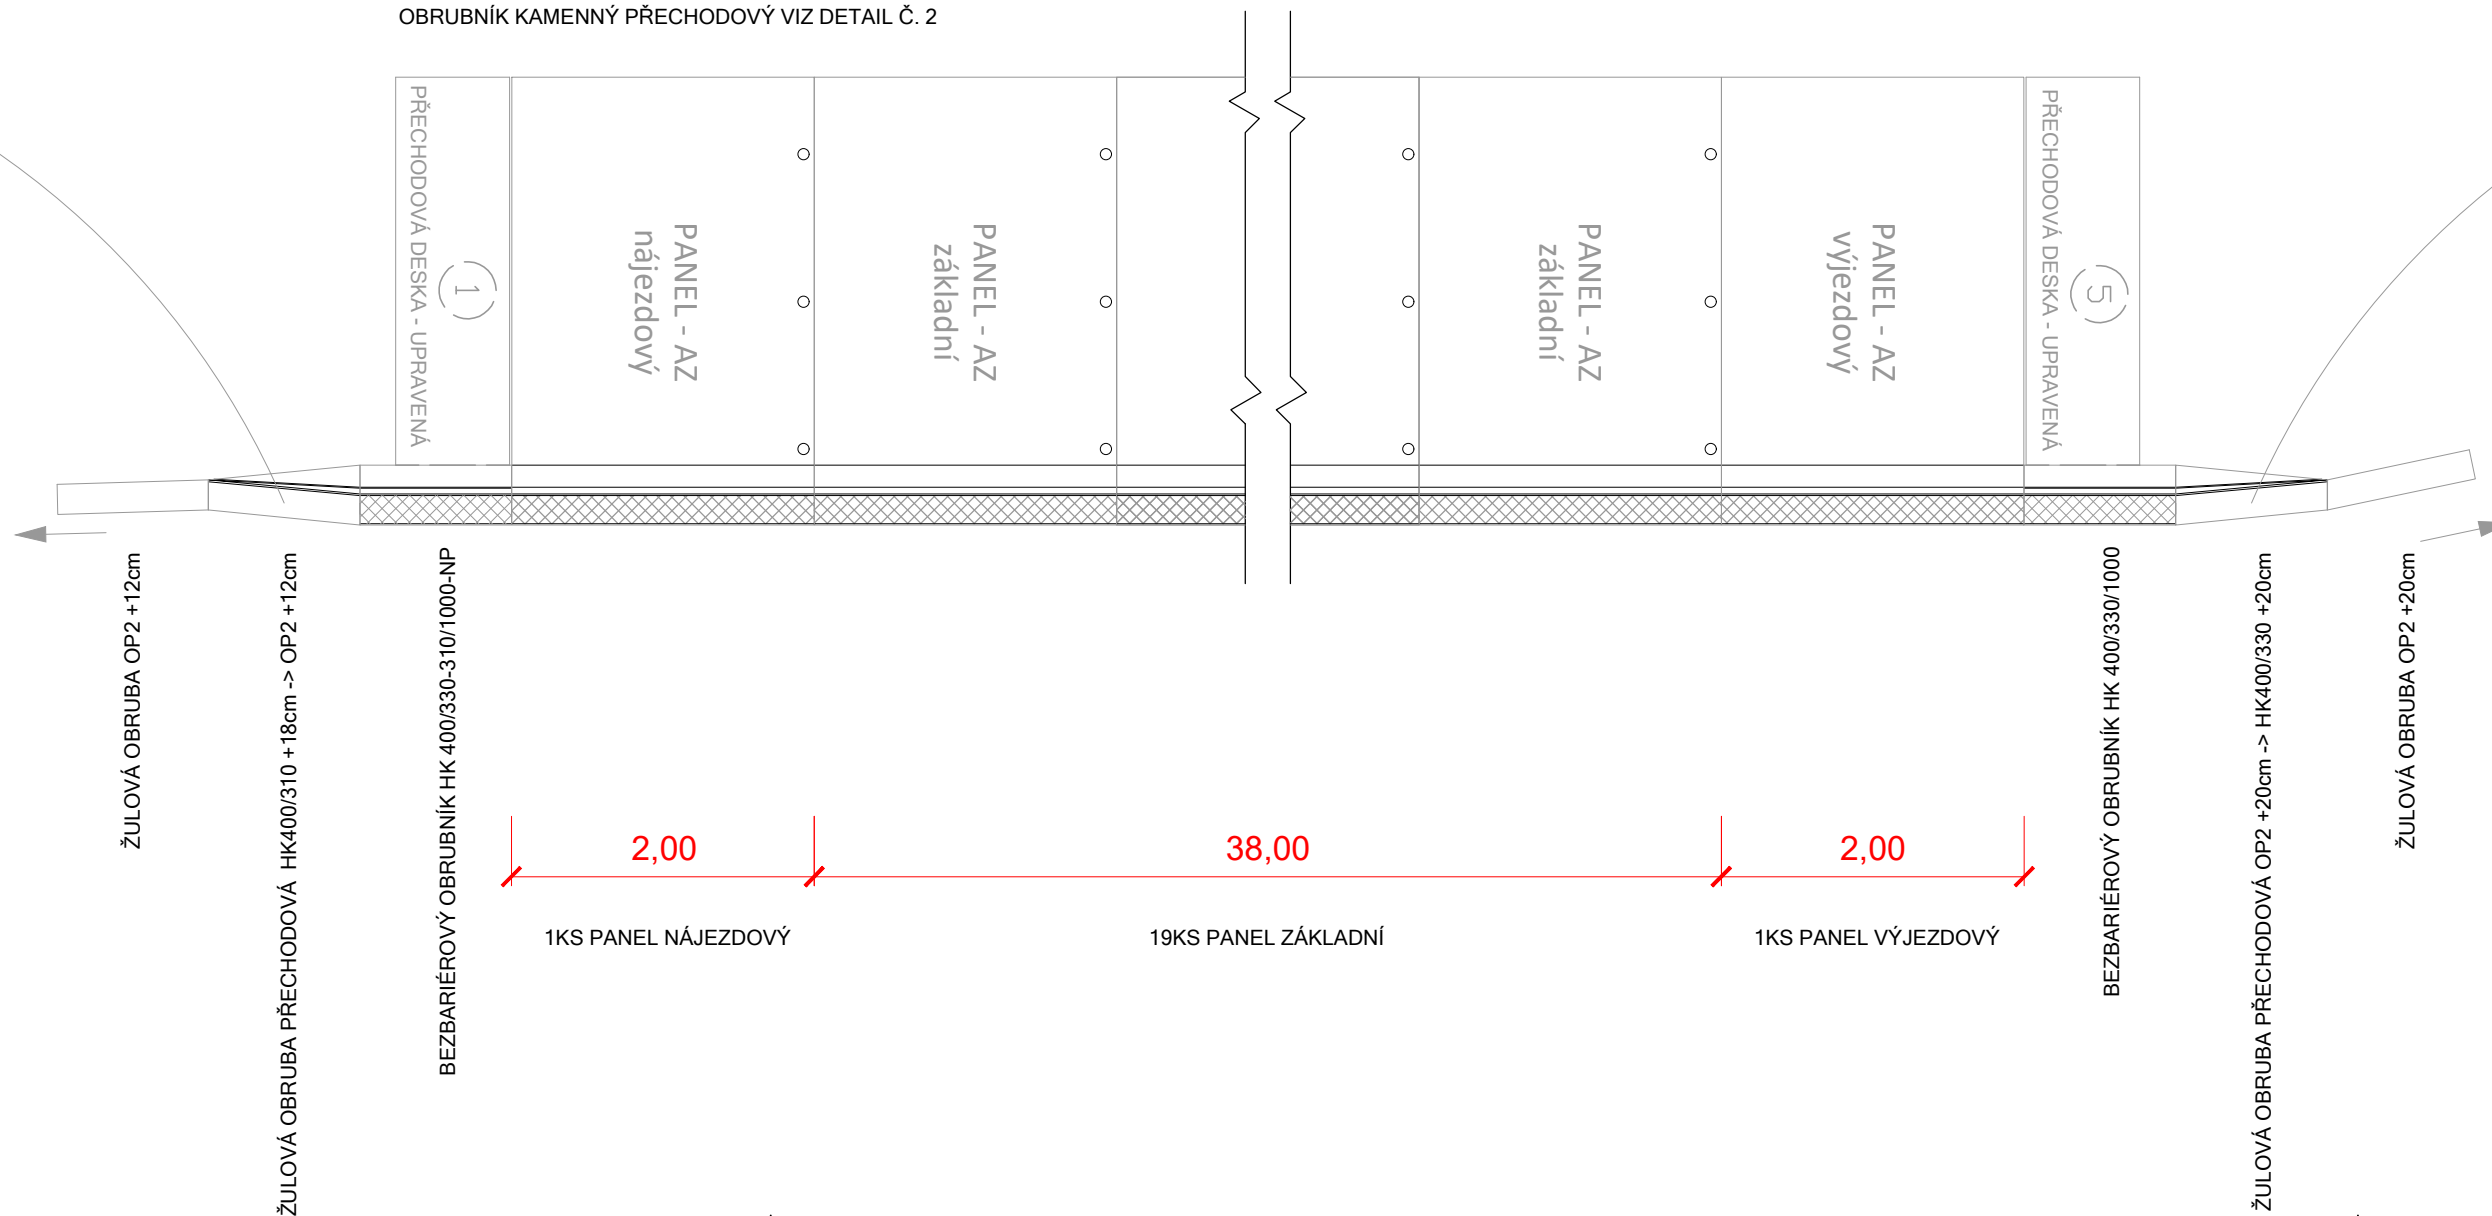 OBRUBNÍK KAMENNÝ PŘECHODOVÝ VIZ DETAIL Č. 2
PŘECHODOVÁ DESKA - UPRAVENÁ
1
PANEL - AZ
nájezdový
PANEL - AZ
základní
PANEL - AZ
základní
PANEL - AZ
výjezdový
PŘECHODOVÁ DESKA - UPRAVENÁ
5
ŽULOVÁ OBRUBA OP2 +12cm
ŽULOVÁ OBRUBA PŘECHODOVÁ HK400/310 +18cm -> OP2 +12cm
BEZBARIÉROVÝ OBRUBNÍK HK 400/330-310/1000-NP
BEZBARIÉROVÝ OBRUBNÍK HK 400/330/1000
ŽULOVÁ OBRUBA PŘECHODOVÁ OP2 +20cm -> HK400/330 +20cm
ŽULOVÁ OBRUBA OP2 +20cm
2,00
38,00
2,00
1KS PANEL NÁJEZDOVÝ
19KS PANEL ZÁKLADNÍ
1KS PANEL VÝJEZDOVÝ